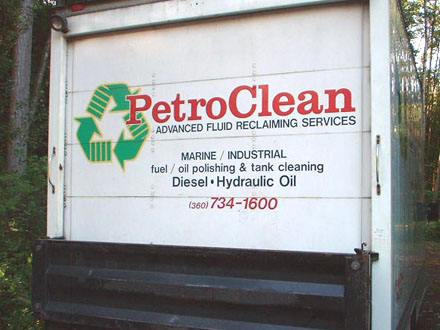 PetroClean
ADVANCED FLUID RECLAIMING SERVICES
MARINE / INDUSTRIAL
fuel / oil polishing & tank cleaning
Diesel • Hydraulic Oil
(360) 734-1600